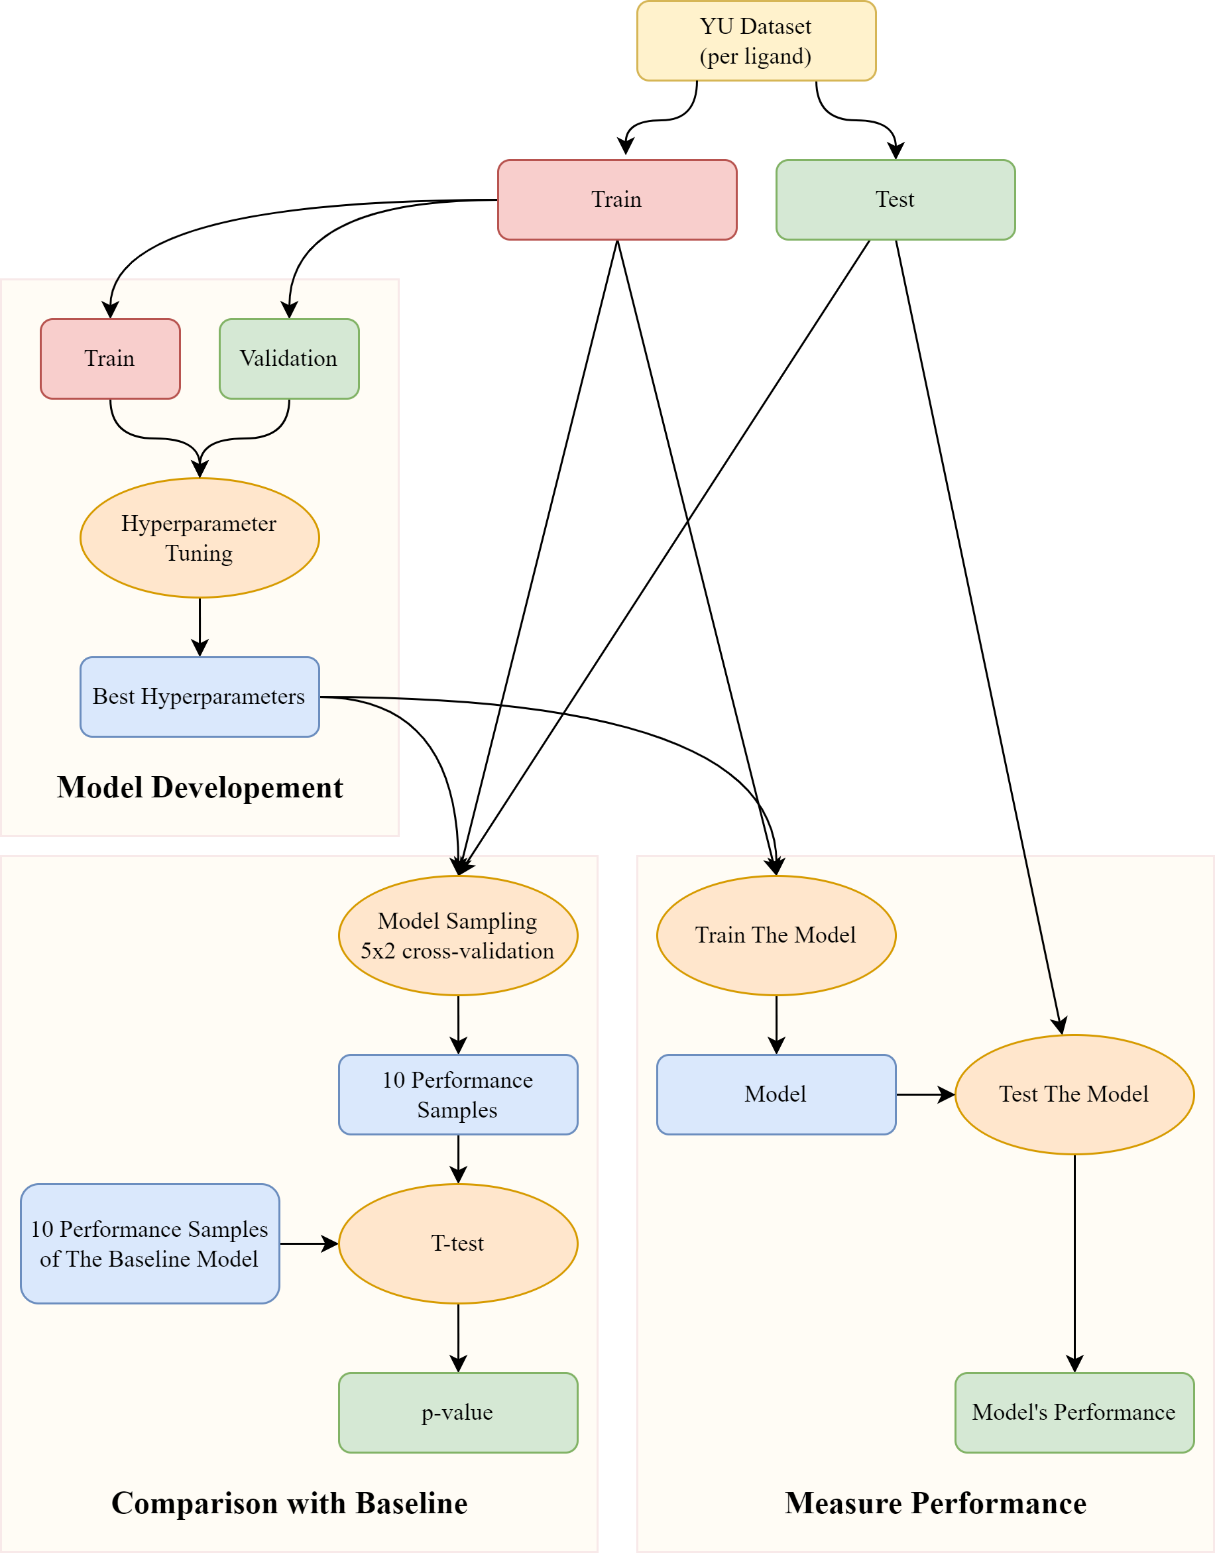 YU Dataset
(per ligand)
Train
Test
Train
Validation
Hyperparameter
Tuning
Best Hyperparameters
Model Developement
Model Sampling
5x2 cross-validation
10 Performance
Samples
10 Performance Samples
of The Baseline Model
T-test
p-value
Comparison with Baseline
Train The Model
Model
Test The Model
Model's Performance
Measure Performance